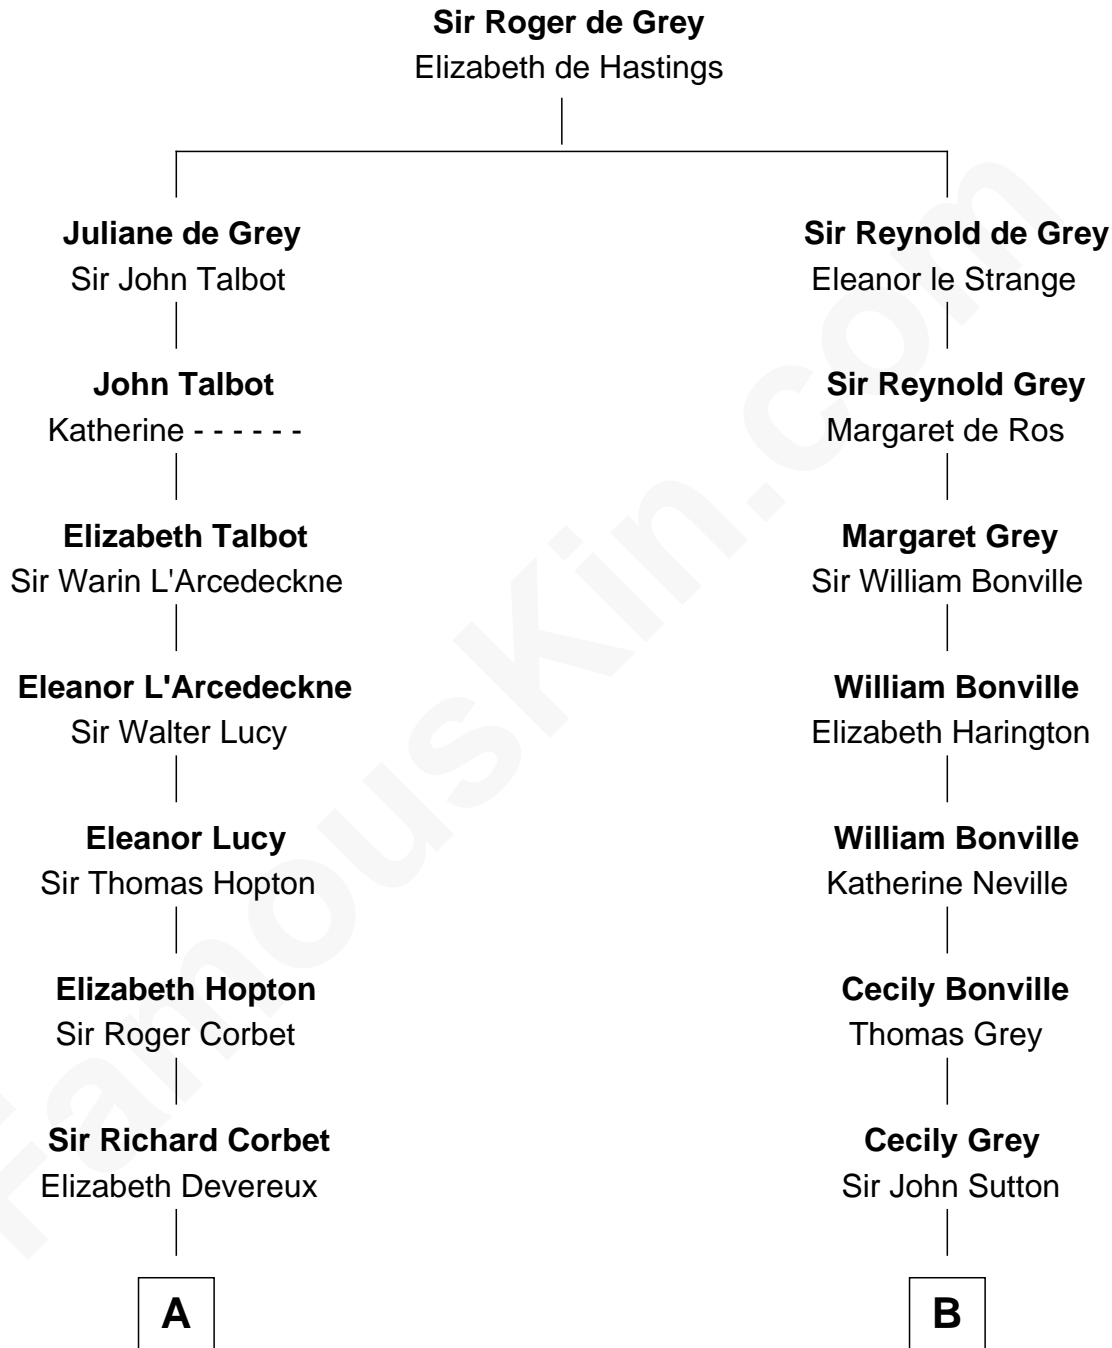 Sir Roger de Grey
Elizabeth de Hastings
Juliane de Grey
Sir John Talbot
Sir Reynold de Grey
Eleanor le Strange
John Talbot
Katherine - - - - - -
Sir Reynold Grey
Margaret de Ros
Elizabeth Talbot
Sir Warin L'Arcedeckne
Margaret Grey
Sir William Bonville
Eleanor L'Arcedeckne
Sir Walter Lucy
William Bonville
Elizabeth Harington
Eleanor Lucy
Sir Thomas Hopton
William Bonville
Katherine Neville
Elizabeth Hopton
Sir Roger Corbet
Cecily Bonville
Thomas Grey
Sir Richard Corbet
Elizabeth Devereux
Cecily Grey
Sir John Sutton
A
B
FamousKin.com